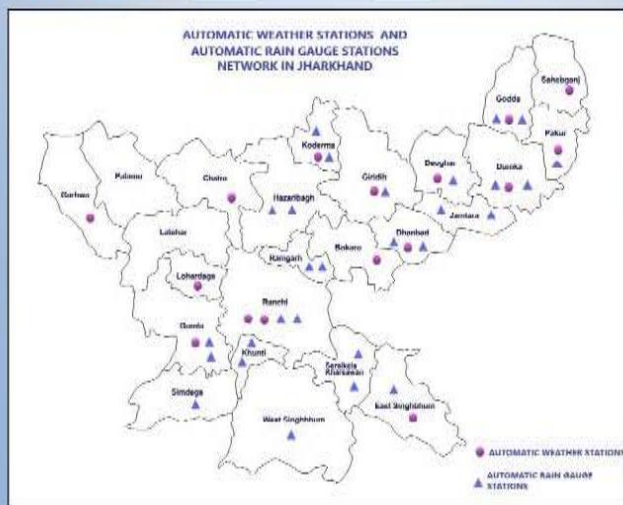 AUTOMATIC WEATHER STATIONS AND
AUTOMATIC RAIN GAUGE STATIONS
NETWORK IN JHARKHAND
Sahebganj
Godda
Pakur
Koderma
Deoghar
Dumka
Garhwa
Palamu
Chatra
Giridih
Hazaribagh
Jamtara
Latehar
Dhanbad
Bokaro
Ramgarh
Lohardaga
Ranchi
Gumla
Khunti
Seraikela
Kharsawan
Simdega
East Singhbhum
West Singhbhum
AUTOMATIC WEATHER STATIONS
AUTOMATIC RAIN GAUGE
STATIONS